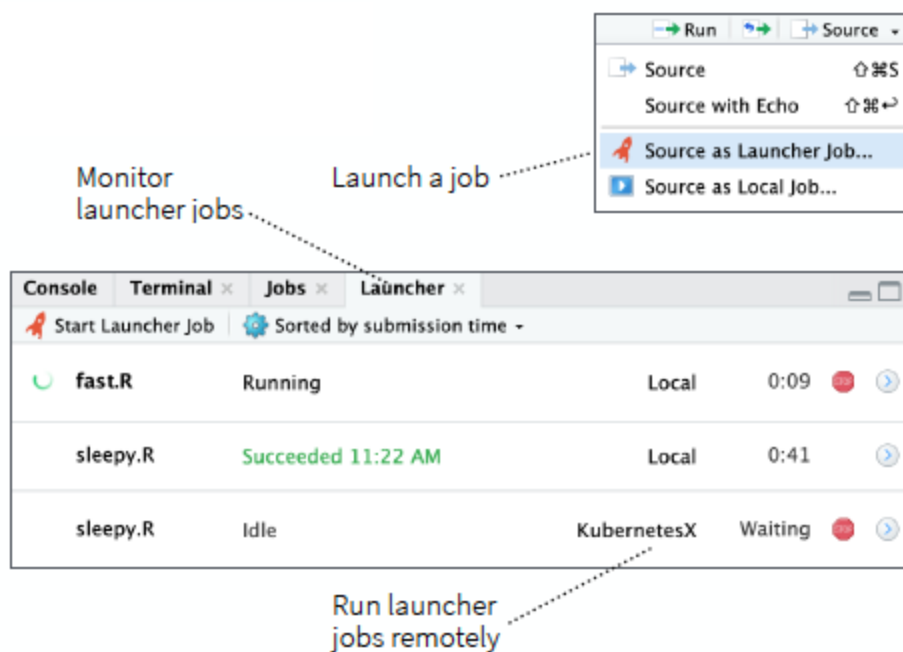 Run Source
Source ⇧⌘S
Source with Echo ⇧⌘↩
Source as Launcher Job...
Source as Local Job...
Launch a job
Monitor
launcher jobs
Console Terminal × Jobs × Launcher ×
Start Launcher Job Sorted by submission time
fast.R Running Local 0:09 STOP
sleepy.R Succeeded 11:22 AM Local 0:41
sleepy.R Idle KubernetesX Waiting STOP
Run launcher
jobs remotely